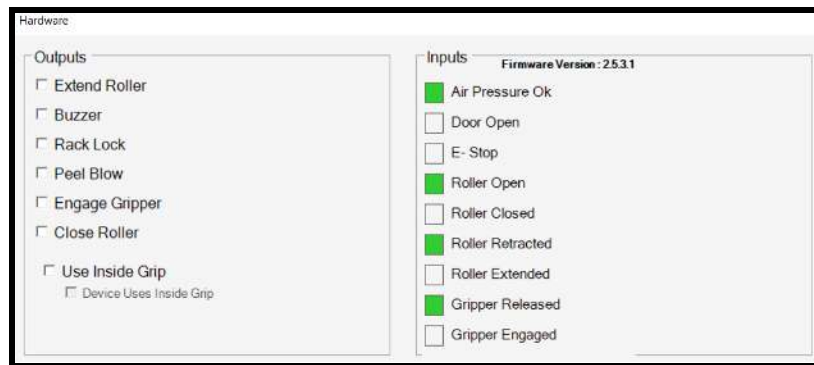 Hardware
Outputs
Extend Roller
Buzzer
Rack Lock
Peel Blow
Engage Gripper
Close Roller
Use Inside Grip
Device Uses Inside Grip
Inputs
Firmware Version : 2.5.3.1
Air Pressure Ok
Door Open
E- Stop
Roller Open
Roller Closed
Roller Retracted
Roller Extended
Gripper Released
Gripper Engaged